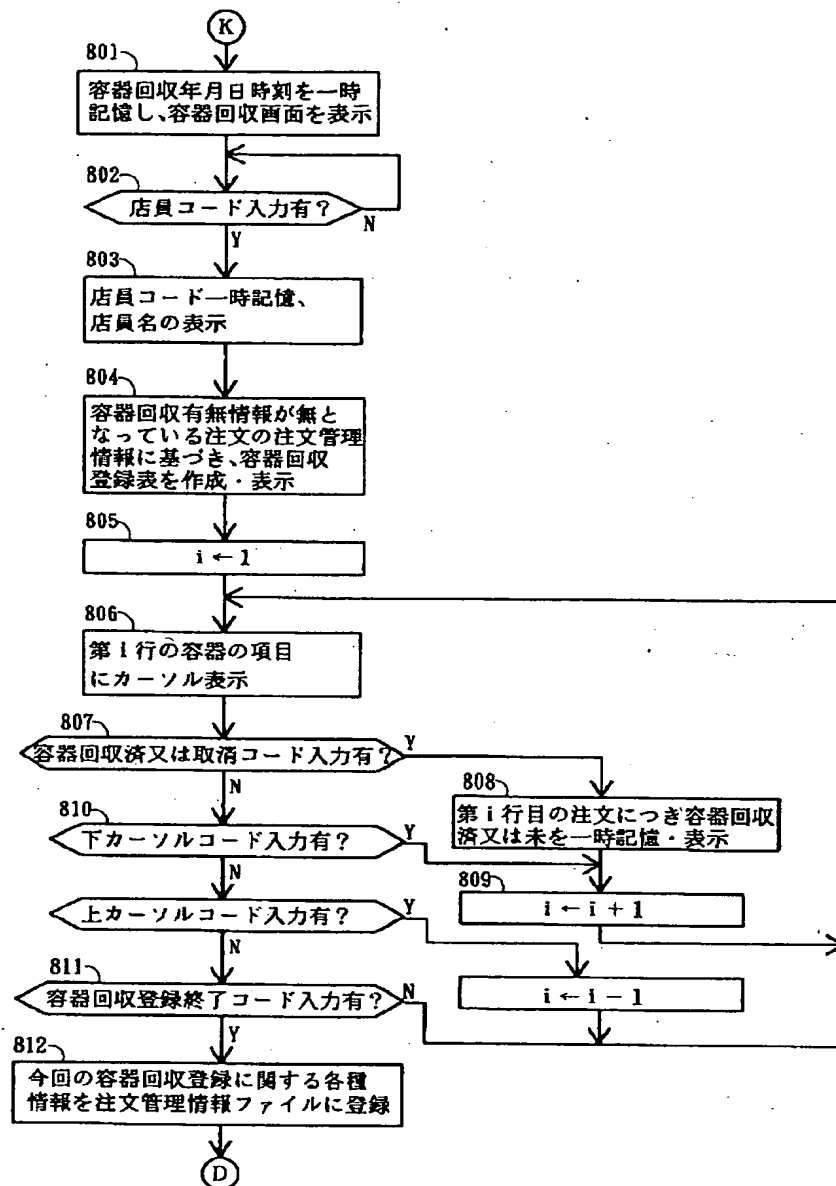 K
801
容器回収年月日時刻を一時
記憶し、容器回収画面を表示
802
店員コード入力有?
N
Y
803
店員コード一時記憶、
店員名の表示
804
容器回収有無情報が無と
なっている注文の注文管理
情報に基づき、容器回収
登録表を作成・表示
805
i←1
806
第i行の容器の項目
にカーソル表示
807
容器回収済又は取消コード入力有?
Y
N
808
第i行目の注文につき容器回収
済又は未を一時記憶・表示
810
下カーソルコード入力有?
Y
N
809
i←i+1
上カーソルコード入力有?
Y
N
i←i-1
811
容器回収登録終了コード入力有?
N
Y
812
今回の容器回収登録に関する各種
情報を注文管理情報ファイルに登録
D